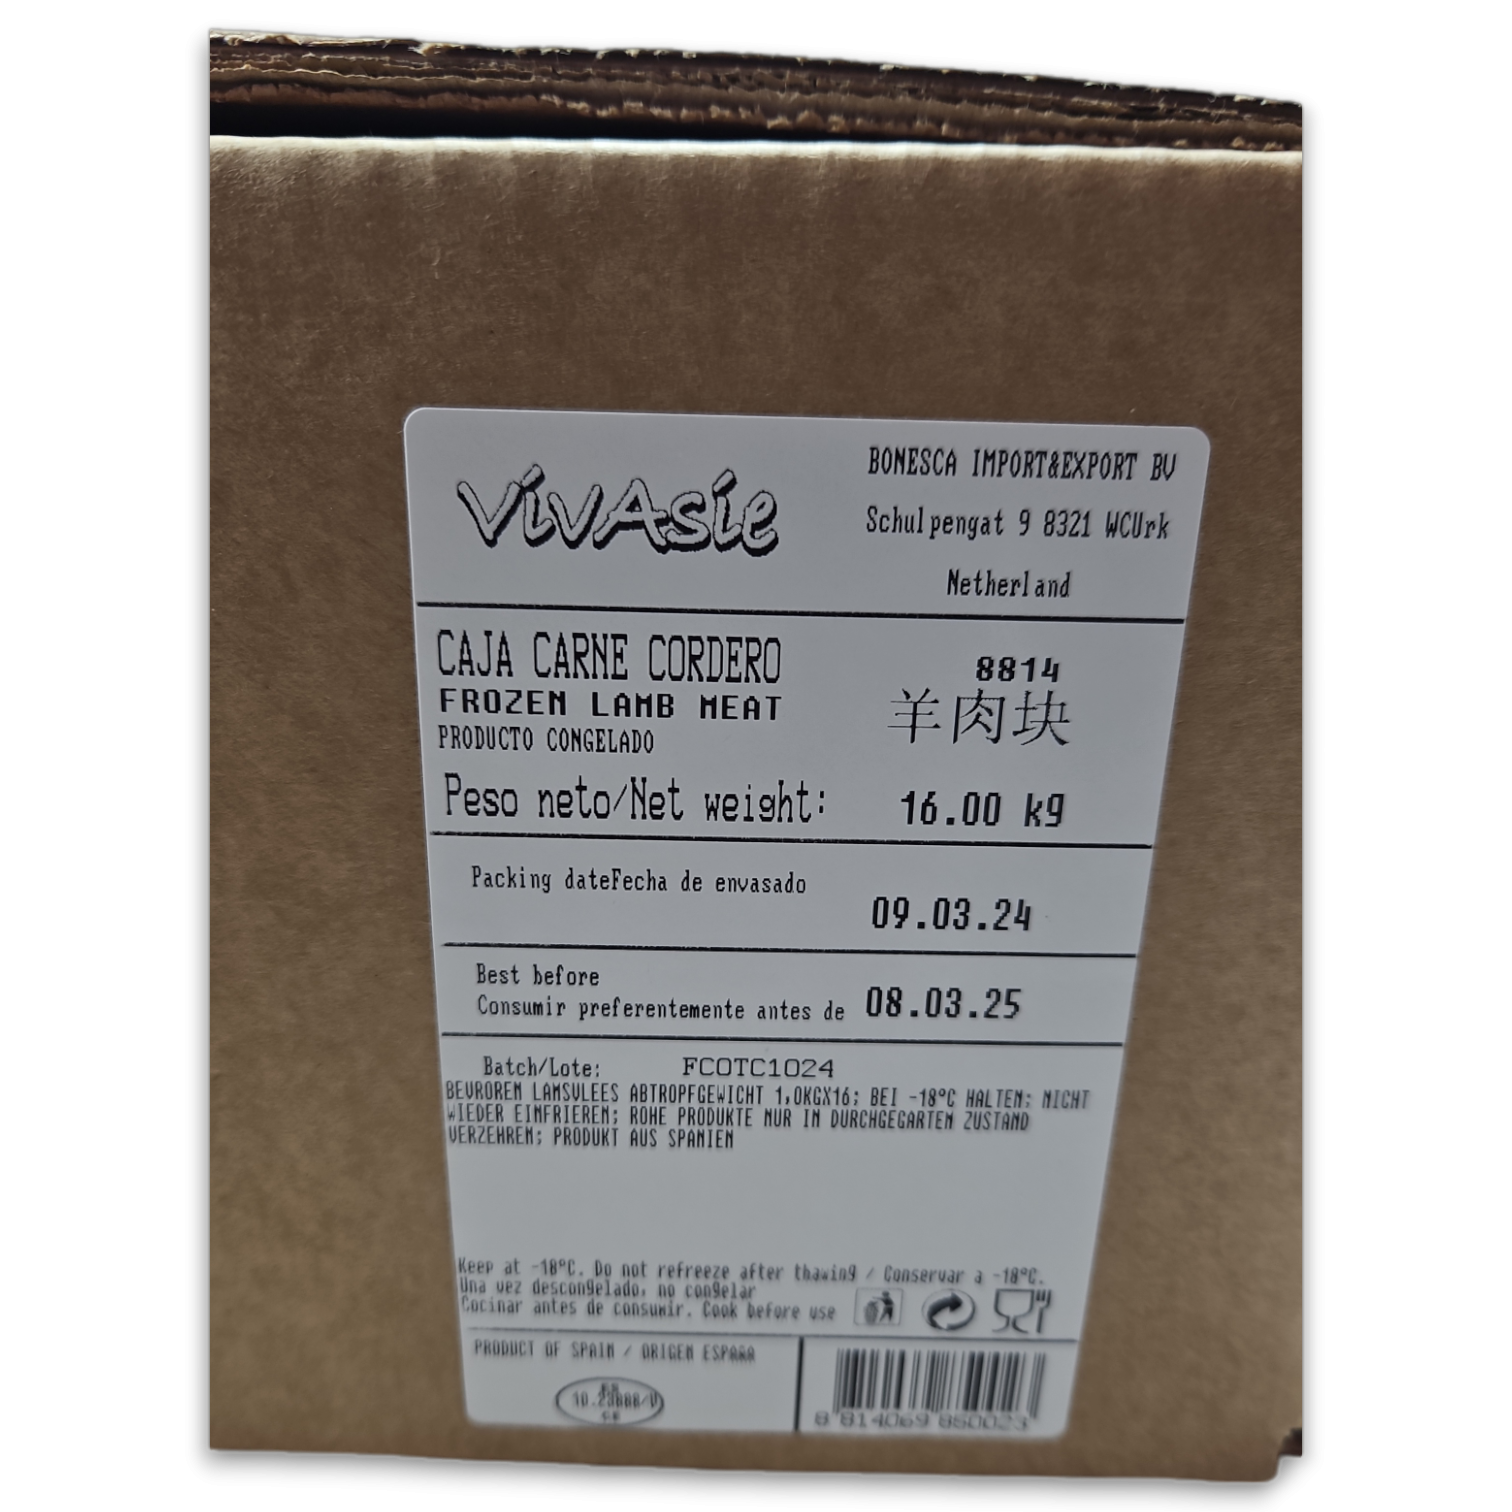 VivAsie
BONESCA IMPORT&EXPORT BV
Schulpengat 9 8321 WCUrk
Netherland
CAJA CARNE CORDERO
FROZEN LAMB MEAT
PRODUCTO CONGELADO
8814
羊肉块
Peso neto/Net weight: 16.00 kg
Packing dateFecha de envasado
09.03.24
Best before
Consumir preferentemente antes de 08.03.25
Batch/Lote: FCOTC1024
BEVROREN LAMSVLEES ABTROPFGEWICHT 1,0KGX16; BEI -18°C HALTEN; NICHT
WIEDER EINFRIEREN; ROHE PRODUKTE NUR IN DURCHGEGARTEN ZUSTAND
VERZEHREN; PRODUKT AUS SPANIEN
Keep at -18°C. Do not refreeze after thawing / Conservar a -18°C.
Una vez descongelado, no congelar
Cocinar antes de consumir. Cook before use
PRODUCT OF SPAIN / ORIGEN
8 814069 880023